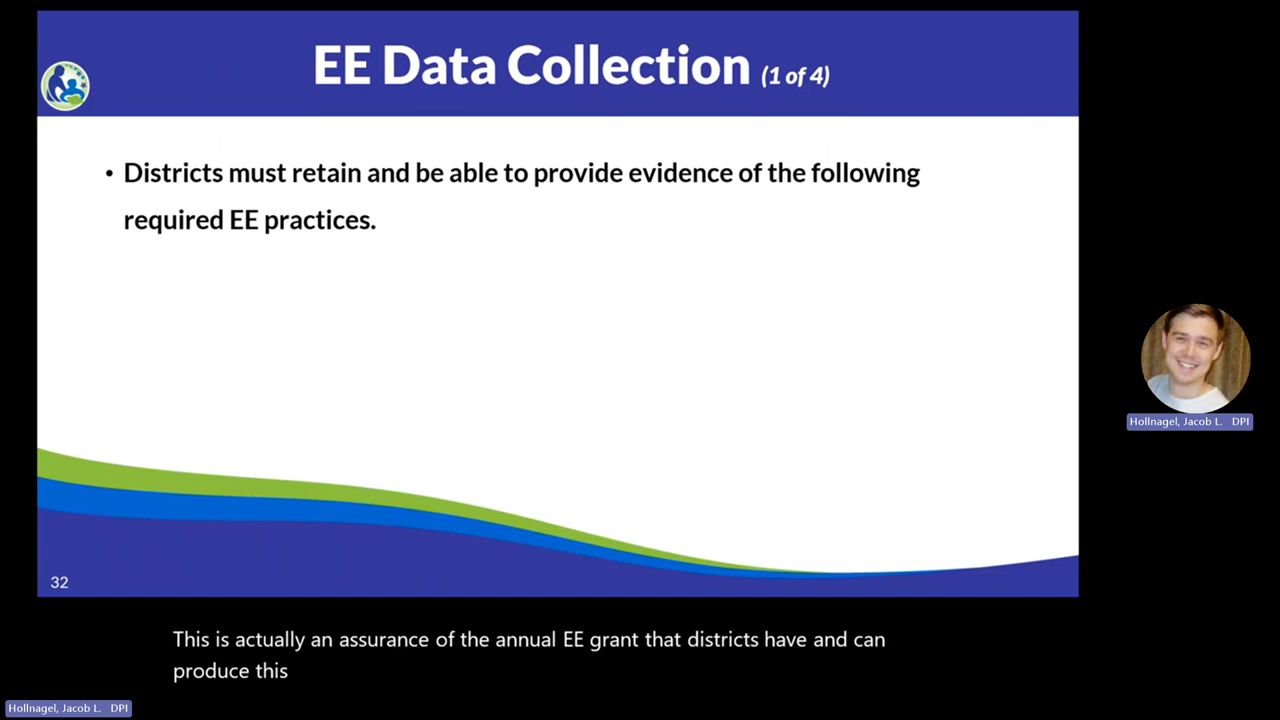 EE Data Collection (1 of 4)
• Districts must retain and be able to provide evidence of the following
required EE practices.
32
Hollnagel, Jacob L. DPI
This is actually an assurance of the annual EE grant that districts have and can
produce this
Hollnagel, Jacob L. DPI